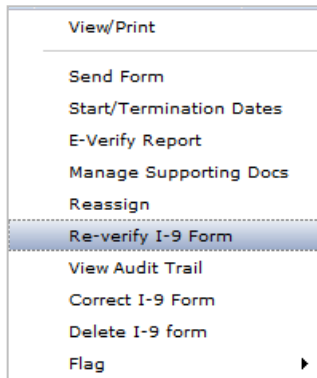 View/Print
Send Form
Start/Termination Dates
E-Verify Report
Manage Supporting Docs
Reassign
Re-verify I-9 Form
View Audit Trail
Correct I-9 Form
Delete I-9 form
Flag